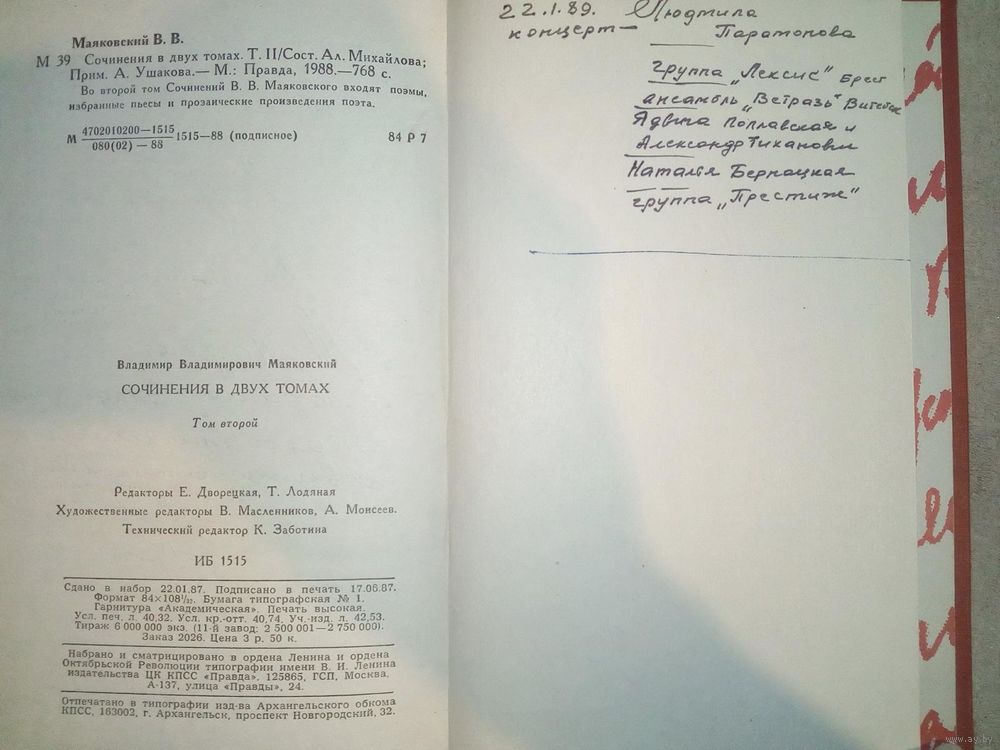 Маяковский В. В.
М 39 Сочинения в двух томах. Т. II/Сост. Ал. Михайлова;
Прим. А. Ушакова.— М.: Правда, 1988.—768 с.
Во второй том Сочинений В. В. Маяковского входят поэмы,
избранные пьесы и прозаические произведения поэта.
М 4702010200—1515
080(02) — 88
1515—88 (подписное)
84 Р 7
Владимир Владимирович Маяковский
СОЧИНЕНИЯ В ДВУХ ТОМАХ
Том второй
Редакторы Е. Дворецкая, Т. Лодяная
Художественные редакторы В. Масленников, А. Моисеев.
Технический редактор К. Заботина
ИБ 1515
Сдано в набор 22.01.87. Подписано в печать 17.06.87.
Формат 84×108¹/₃₂. Бумага типографская № 1.
Гарнитура «Академическая». Печать высокая.
Усл. печ. л. 40,32. Усл. кр.-отт. 40,74. Уч.-изд. л. 42,53.
Тираж 6 000 000 экз. (11-й завод: 2 500 001—2 750 000).
Заказ 2026. Цена 3 р. 50 к.
Набрано и сматрицировано в ордена Ленина и ордена
Октябрьской Революции типографии имени В. И. Ленина
издательства ЦК КПСС «Правда». 125865, ГСП, Москва.
А-137, улица «Правды», 24.
Отпечатано в типографии изд-ва Архангельского обкома
КПСС, 163002, г. Архангельск, проспект Новгородский, 32.
22.1.89. Людмила
концерт— Парамонова
группа „Лексис" Брест
ансамбль „Ветразь" Витебск
Ядвига Поплавская и
Александр Тиханович
Наталья Бернацкая
группа „Престиж"
www.ay.by